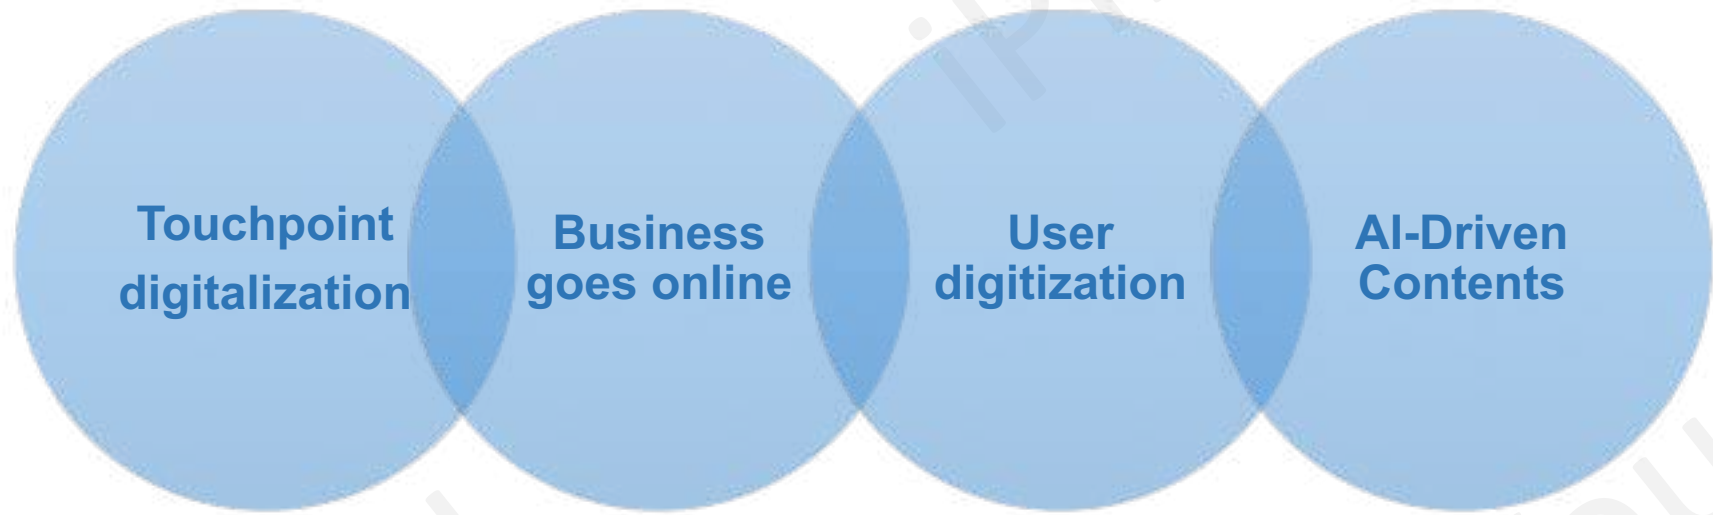 Touchpoint
digitalization
Business
goes online
User
digitization
AI-Driven
Contents